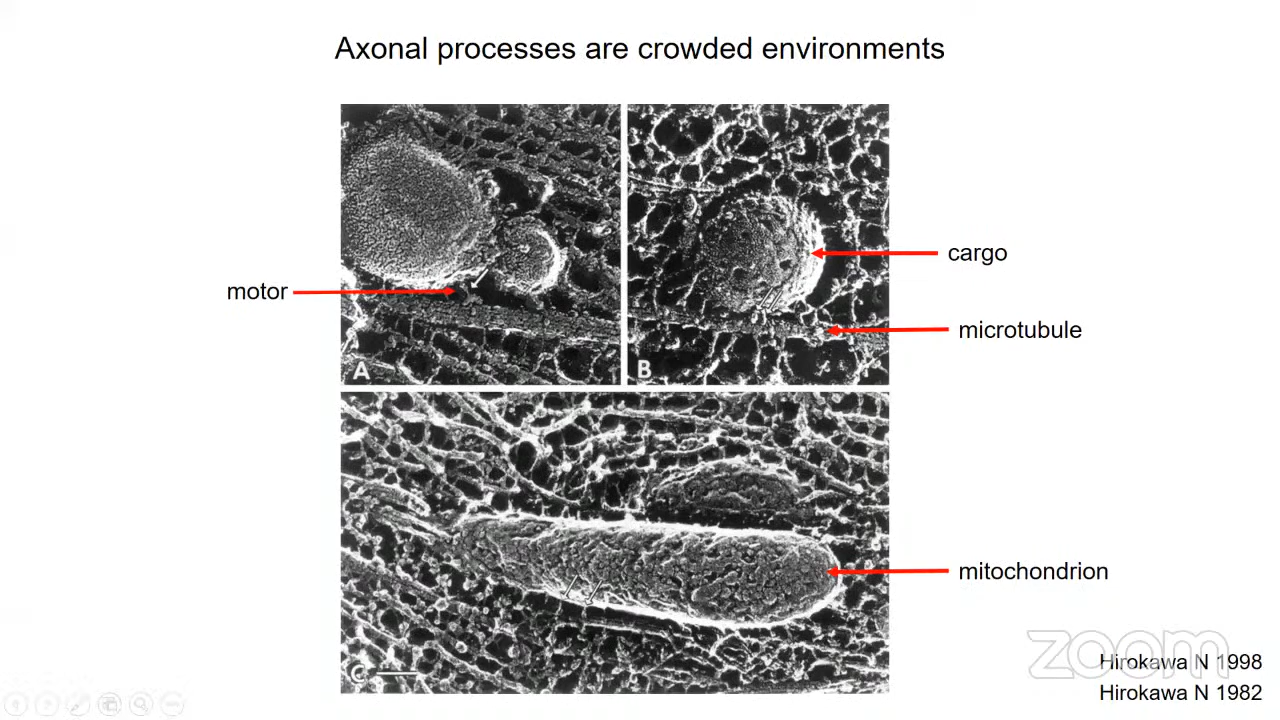 Axonal processes are crowded environments
motor
cargo
microtubule
A
B
mitochondrion
C
zoom
Hirokawa N 1998
Hirokawa N 1982